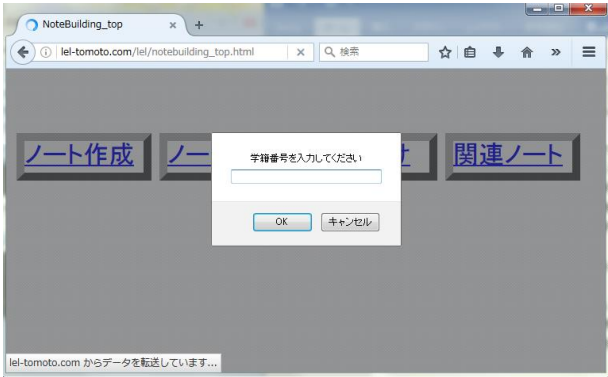 NoteBuilding_top
lel-tomoto.com/lel/notebuilding_top.html
検索
ノート作成
ノー
け
関連ノート
学籍番号を入力してください
OK
キャンセル
lel-tomoto.com からデータを転送しています...